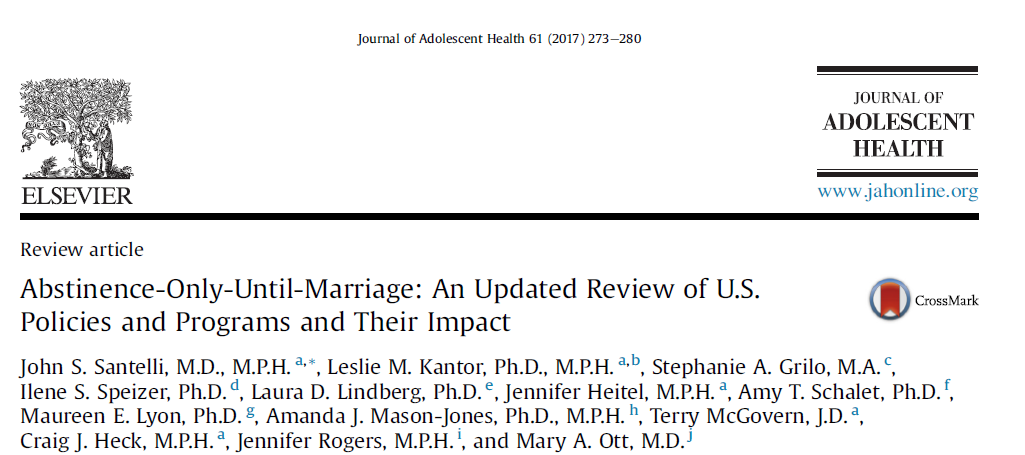 Journal of Adolescent Health 61 (2017) 273–280
ELSEVIER
JOURNAL OF
ADOLESCENT
HEALTH
www.jahonline.org
Review article
Abstinence-Only-Until-Marriage: An Updated Review of U.S.
Policies and Programs and Their Impact
CrossMark
John S. Santelli, M.D., M.P.H. a,*, Leslie M. Kantor, Ph.D., M.P.H. a,b, Stephanie A. Grilo, M.A. c,
Ilene S. Speizer, Ph.D. d, Laura D. Lindberg, Ph.D. e, Jennifer Heitel, M.P.H. a, Amy T. Schalet, Ph.D. f,
Maureen E. Lyon, Ph.D. g, Amanda J. Mason-Jones, Ph.D., M.P.H. h, Terry McGovern, J.D. a,
Craig J. Heck, M.P.H. a, Jennifer Rogers, M.P.H. i, and Mary A. Ott, M.D. j